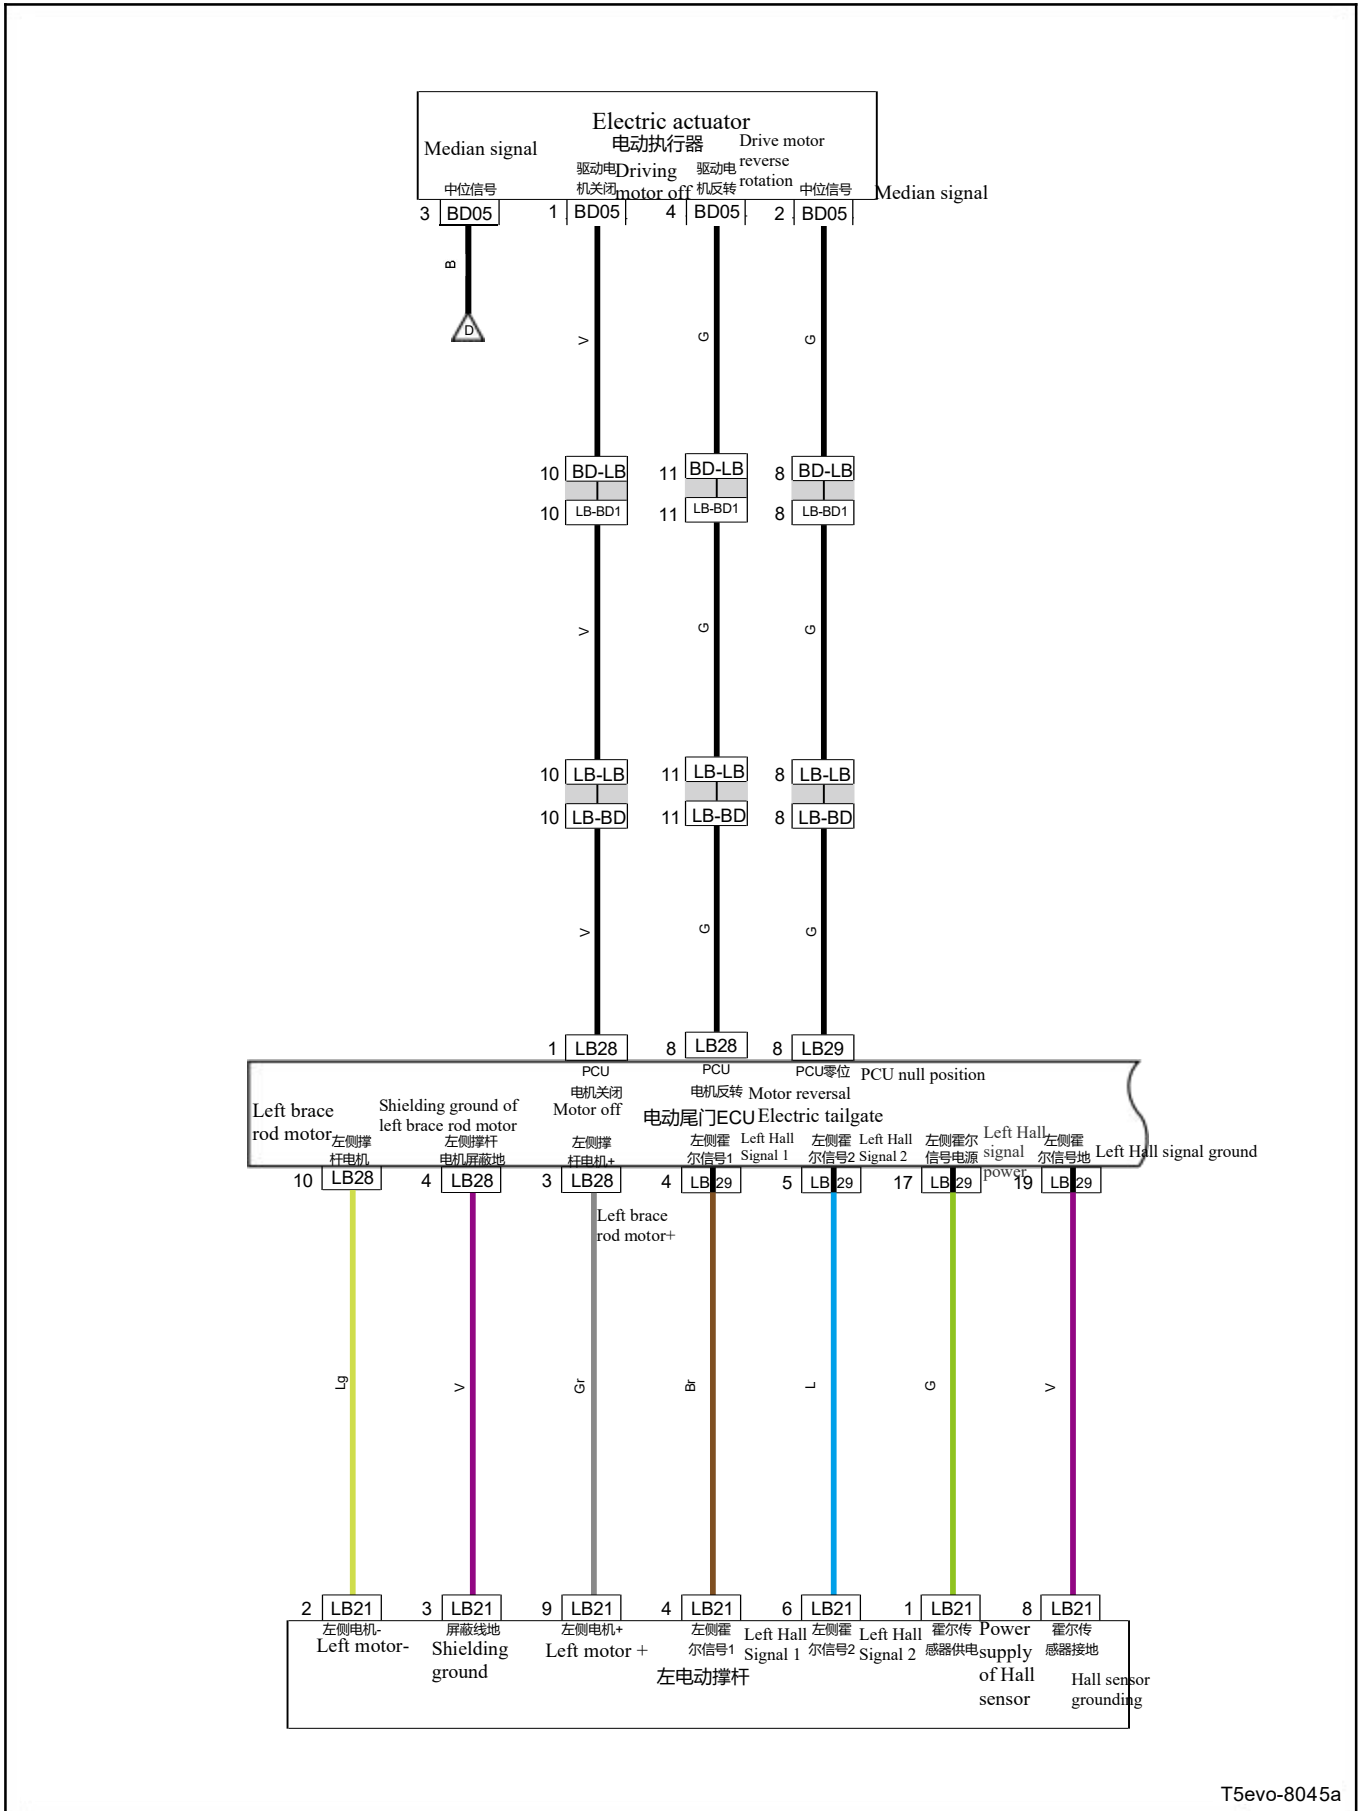 Electric actuator
电动执行器
Median signal
中位信号
驱动电
机关闭
Driving
motor off
驱动电
机反转
Drive motor
reverse
rotation
中位信号
Median signal
3 BD05
1 BD05
4 BD05
2 BD05
B
D
V
G
G
10 BD-LB
11 BD-LB
8 BD-LB
10 LB-BD1
11 LB-BD1
8 LB-BD1
V
G
G
10 LB-LB
11 LB-LB
8 LB-LB
10 LB-BD
11 LB-BD
8 LB-BD
V
G
G
1 LB28
8 LB28
8 LB29
PCU
电机关闭
Motor off
PCU
电机反转
Motor reversal
PCU零位
PCU null position
电动尾门ECU
Electric tailgate
Left brace
rod motor
左侧撑
杆电机
Shielding ground of
left brace rod motor
左侧撑杆
电机屏蔽地
左侧撑
杆电机+
左侧霍
尔信号1
Left Hall
Signal 1
左侧霍
尔信号2
Left Hall
Signal 2
左侧霍尔
信号电源
Left Hall
signal
power
左侧霍
尔信号地
Left Hall signal ground
10 LB28
4 LB28
3 LB28
4 LB29
5 LB29
17 LB29
19 LB29
Left brace
rod motor+
Lg
V
Gr
Br
L
G
V
2 LB21
3 LB21
9 LB21
4 LB21
6 LB21
1 LB21
8 LB21
左侧电机-
Left motor-
屏蔽线地
Shielding
ground
左侧电机+
Left motor +
左侧霍
尔信号1
Left Hall
Signal 1
左侧霍
尔信号2
Left Hall
Signal 2
霍尔传
感器供电
Power
supply
of Hall
sensor
霍尔传
感器接地
Hall sensor
grounding
左电动撑杆
T5evo-8045a